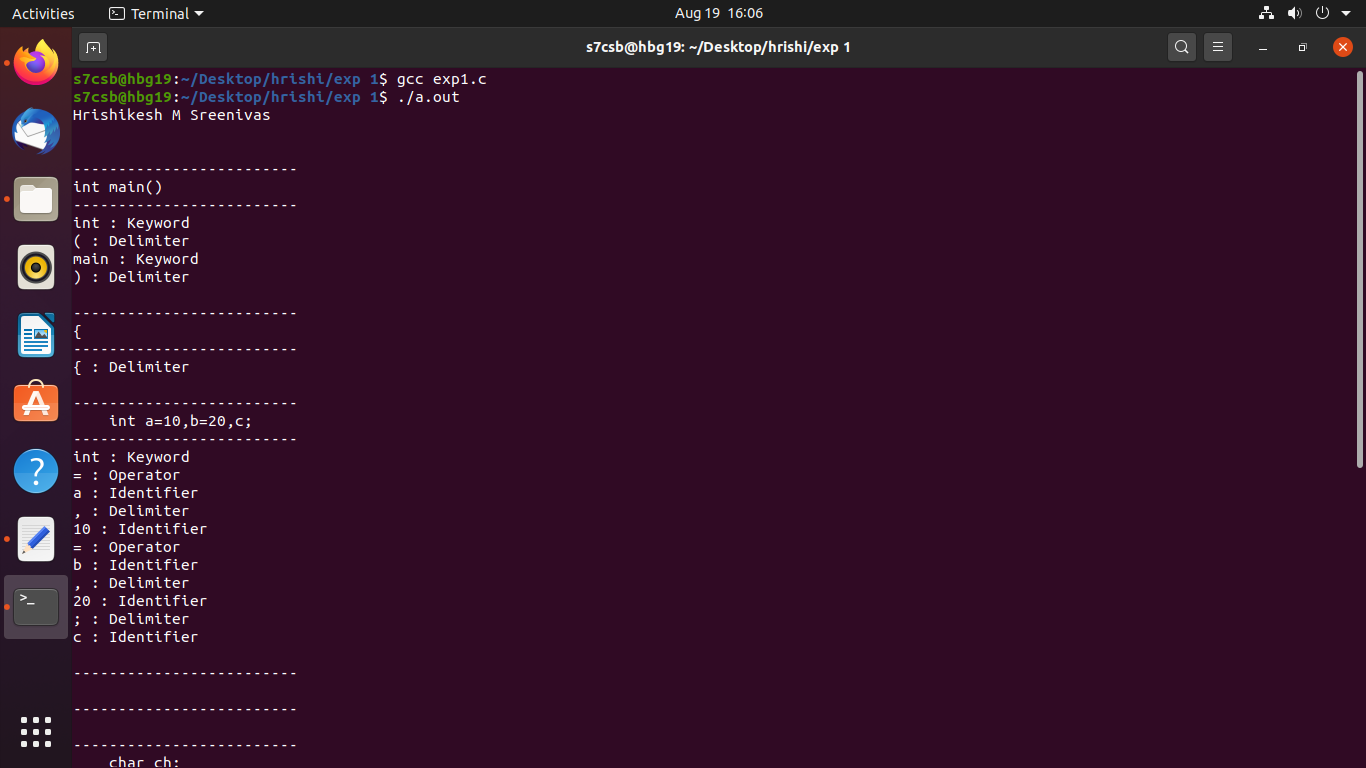 Activities Terminal Aug 19 16:06
s7csb@hbg19: ~/Desktop/hrishi/exp 1
s7csb@hbg19:~/Desktop/hrishi/exp 1$ gcc exp1.c
s7csb@hbg19:~/Desktop/hrishi/exp 1$ ./a.out
Hrishikesh M Sreenivas
-------------------------
int main()
-------------------------
int : Keyword
( : Delimiter
main : Keyword
) : Delimiter
-------------------------
{
-------------------------
{ : Delimiter
-------------------------
    int a=10,b=20,c;
-------------------------
int : Keyword
= : Operator
a : Identifier
, : Delimiter
10 : Identifier
= : Operator
b : Identifier
, : Delimiter
20 : Identifier
; : Delimiter
c : Identifier
-------------------------
-------------------------
-------------------------
    char ch;